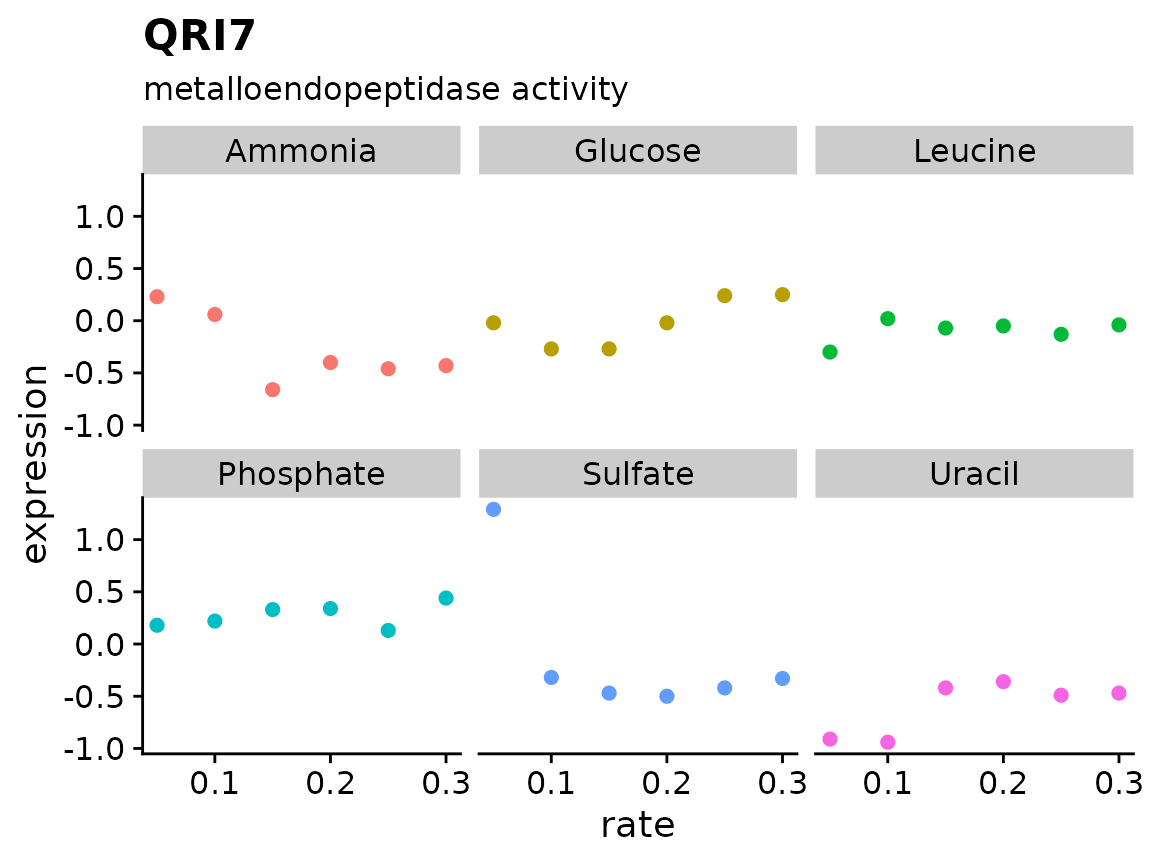 QRI7
metalloendopeptidase activity
Ammonia Glucose Leucine
1.0
0.5
0.0
-0.5
-1.0
expression
Phosphate Sulfate Uracil
1.0
0.5
0.0
-0.5
-1.0
0.1 0.2 0.3 0.1 0.2 0.3 0.1 0.2 0.3
rate